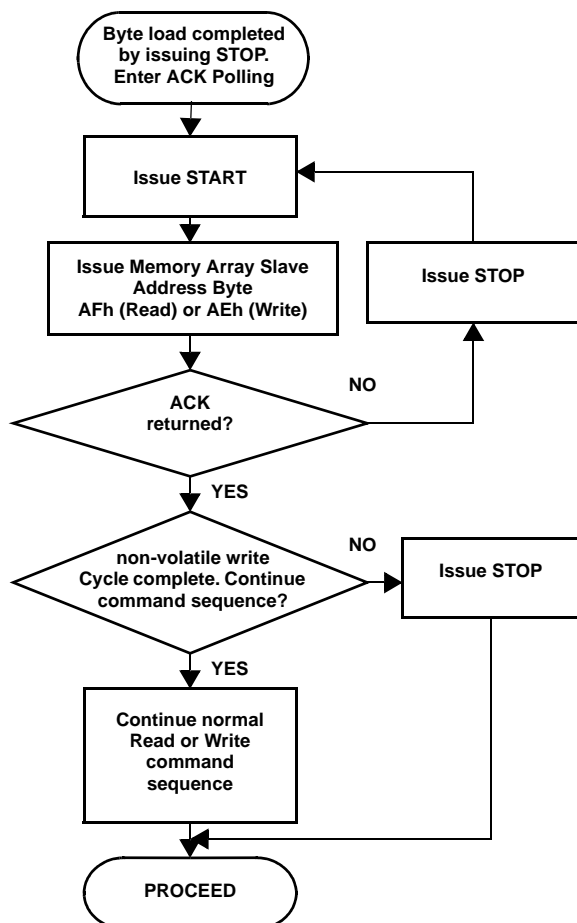 Byte load completed
by issuing STOP.
Enter ACK Polling
Issue START
Issue Memory Array Slave
Address Byte
AFh (Read) or AEh (Write)
Issue STOP
NO
ACK
returned?
YES
NO
non-volatile write
Cycle complete. Continue
command sequence?
Issue STOP
YES
Continue normal
Read or Write
command
sequence
PROCEED